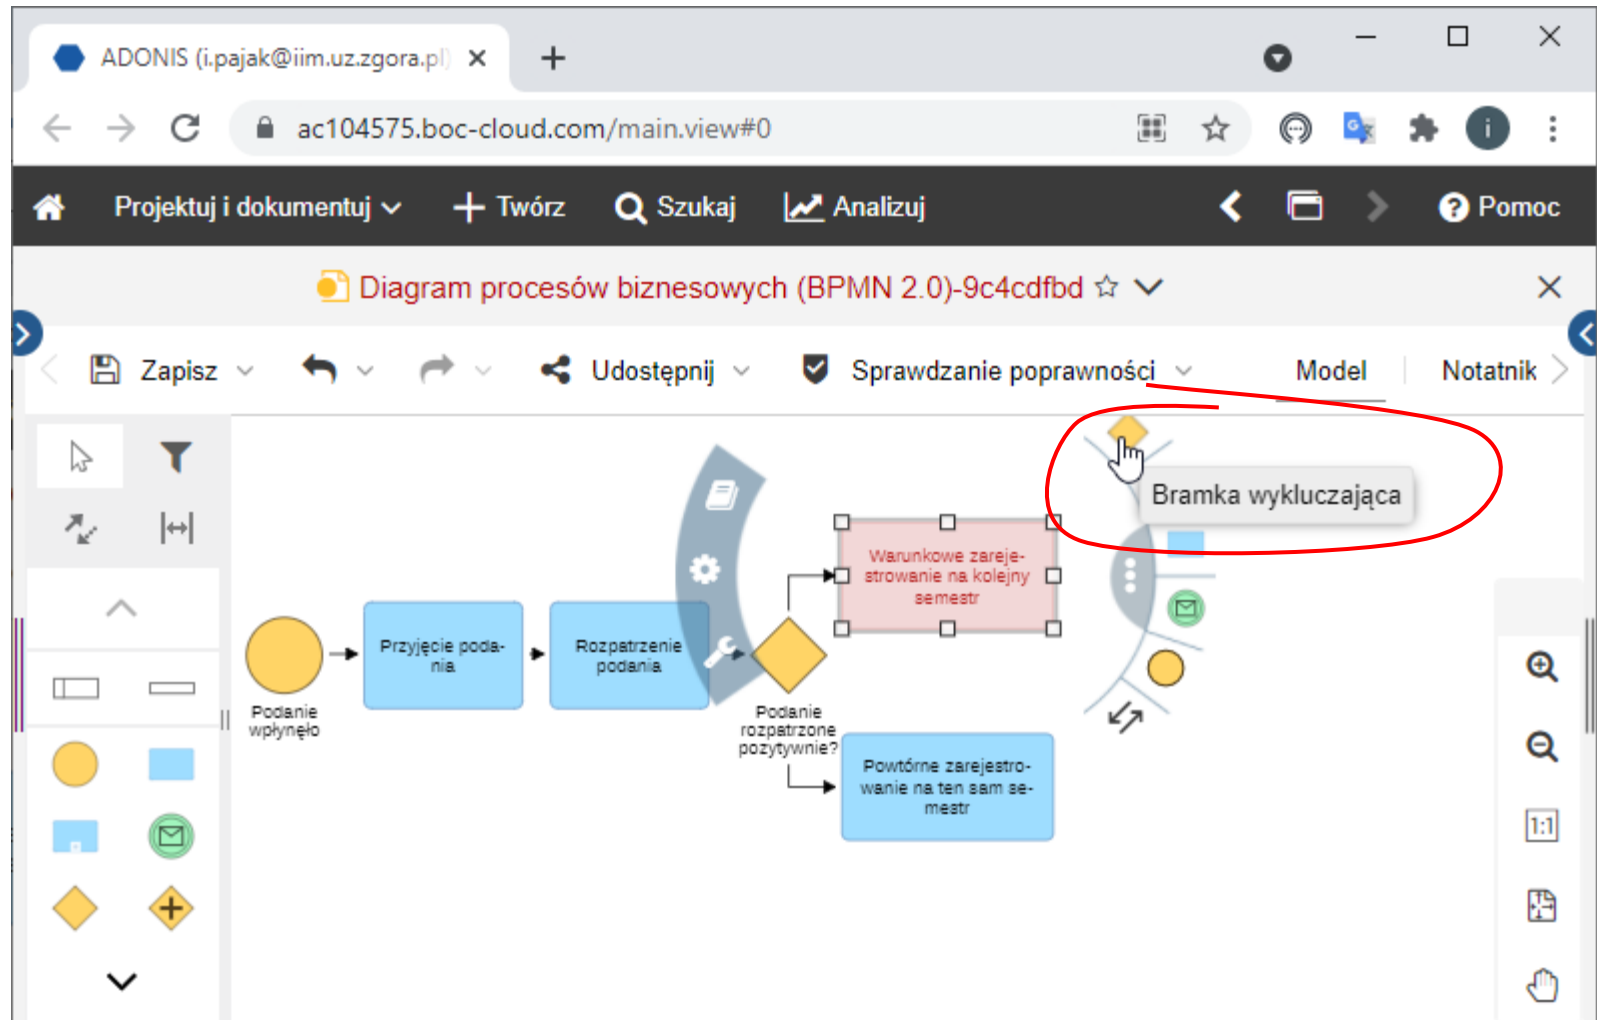 ADONIS (i.pajak@iim.uz.zgora.pl)
ac104575.boc-cloud.com/main.view#0
i
Projektuj i dokumentuj
Twórz
Szukaj
Analizuj
? Pomoc
Diagram procesów biznesowych (BPMN 2.0)-9c4cdfbd
Zapisz
Udostępnij
Sprawdzanie poprawności
Model
Notatnik
Bramka wykluczająca
Warunkowe zareje-
strowanie na kolejny
semestr
Przyjęcie poda-
nia
Rozpatrzenie
podania
Podanie
wpłynęło
Podanie
rozpatrzone
pozytywnie?
Powtórne zarejestro-
wanie na ten sam se-
mestr
1:1